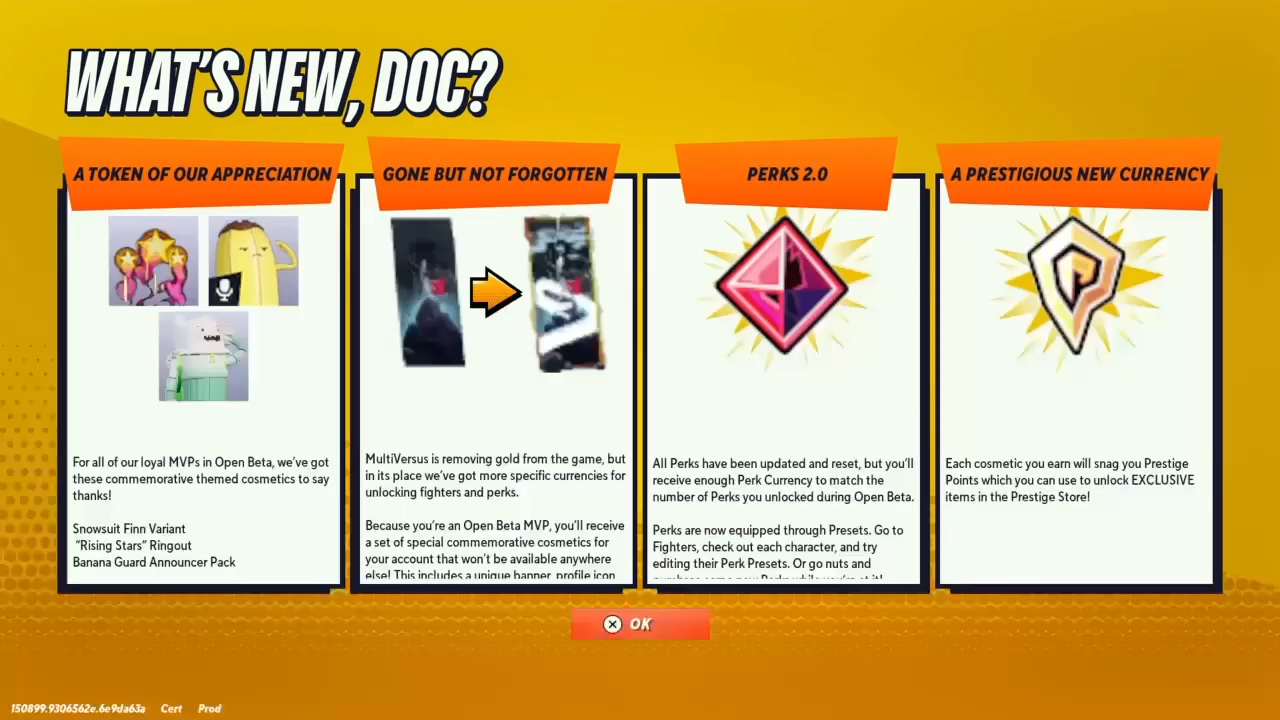 WHAT'S NEW, DOC?
A TOKEN OF OUR APPRECIATION
For all of our loyal MVPs in Open Beta, we've got
these commemorative themed cosmetics to say
thanks!
Snowsuit Finn Variant
"Rising Stars" Ringout
Banana Guard Announcer Pack
GONE BUT NOT FORGOTTEN
MultiVersus is removing gold from the game, but
in its place we've got more specific currencies for
unlocking fighters and perks.
Because you're an Open Beta MVP, you'll receive
a set of special commemorative cosmetics for
your account that won't be available anywhere
else! This includes a unique banner, profile icon
PERKS 2.0
All Perks have been updated and reset, but you'll
receive enough Perk Currency to match the
number of Perks you unlocked during Open Beta.
Perks are now equipped through Presets. Go to
Fighters, check out each character, and try
editing their Perk Presets. Or go nuts and
purchase some new Perks while you're at it!
A PRESTIGIOUS NEW CURRENCY
Each cosmetic you earn will snag you Prestige
Points which you can use to unlock EXCLUSIVE
items in the Prestige Store!
OK
150899.9306562e.6e9da63a Cert Prod